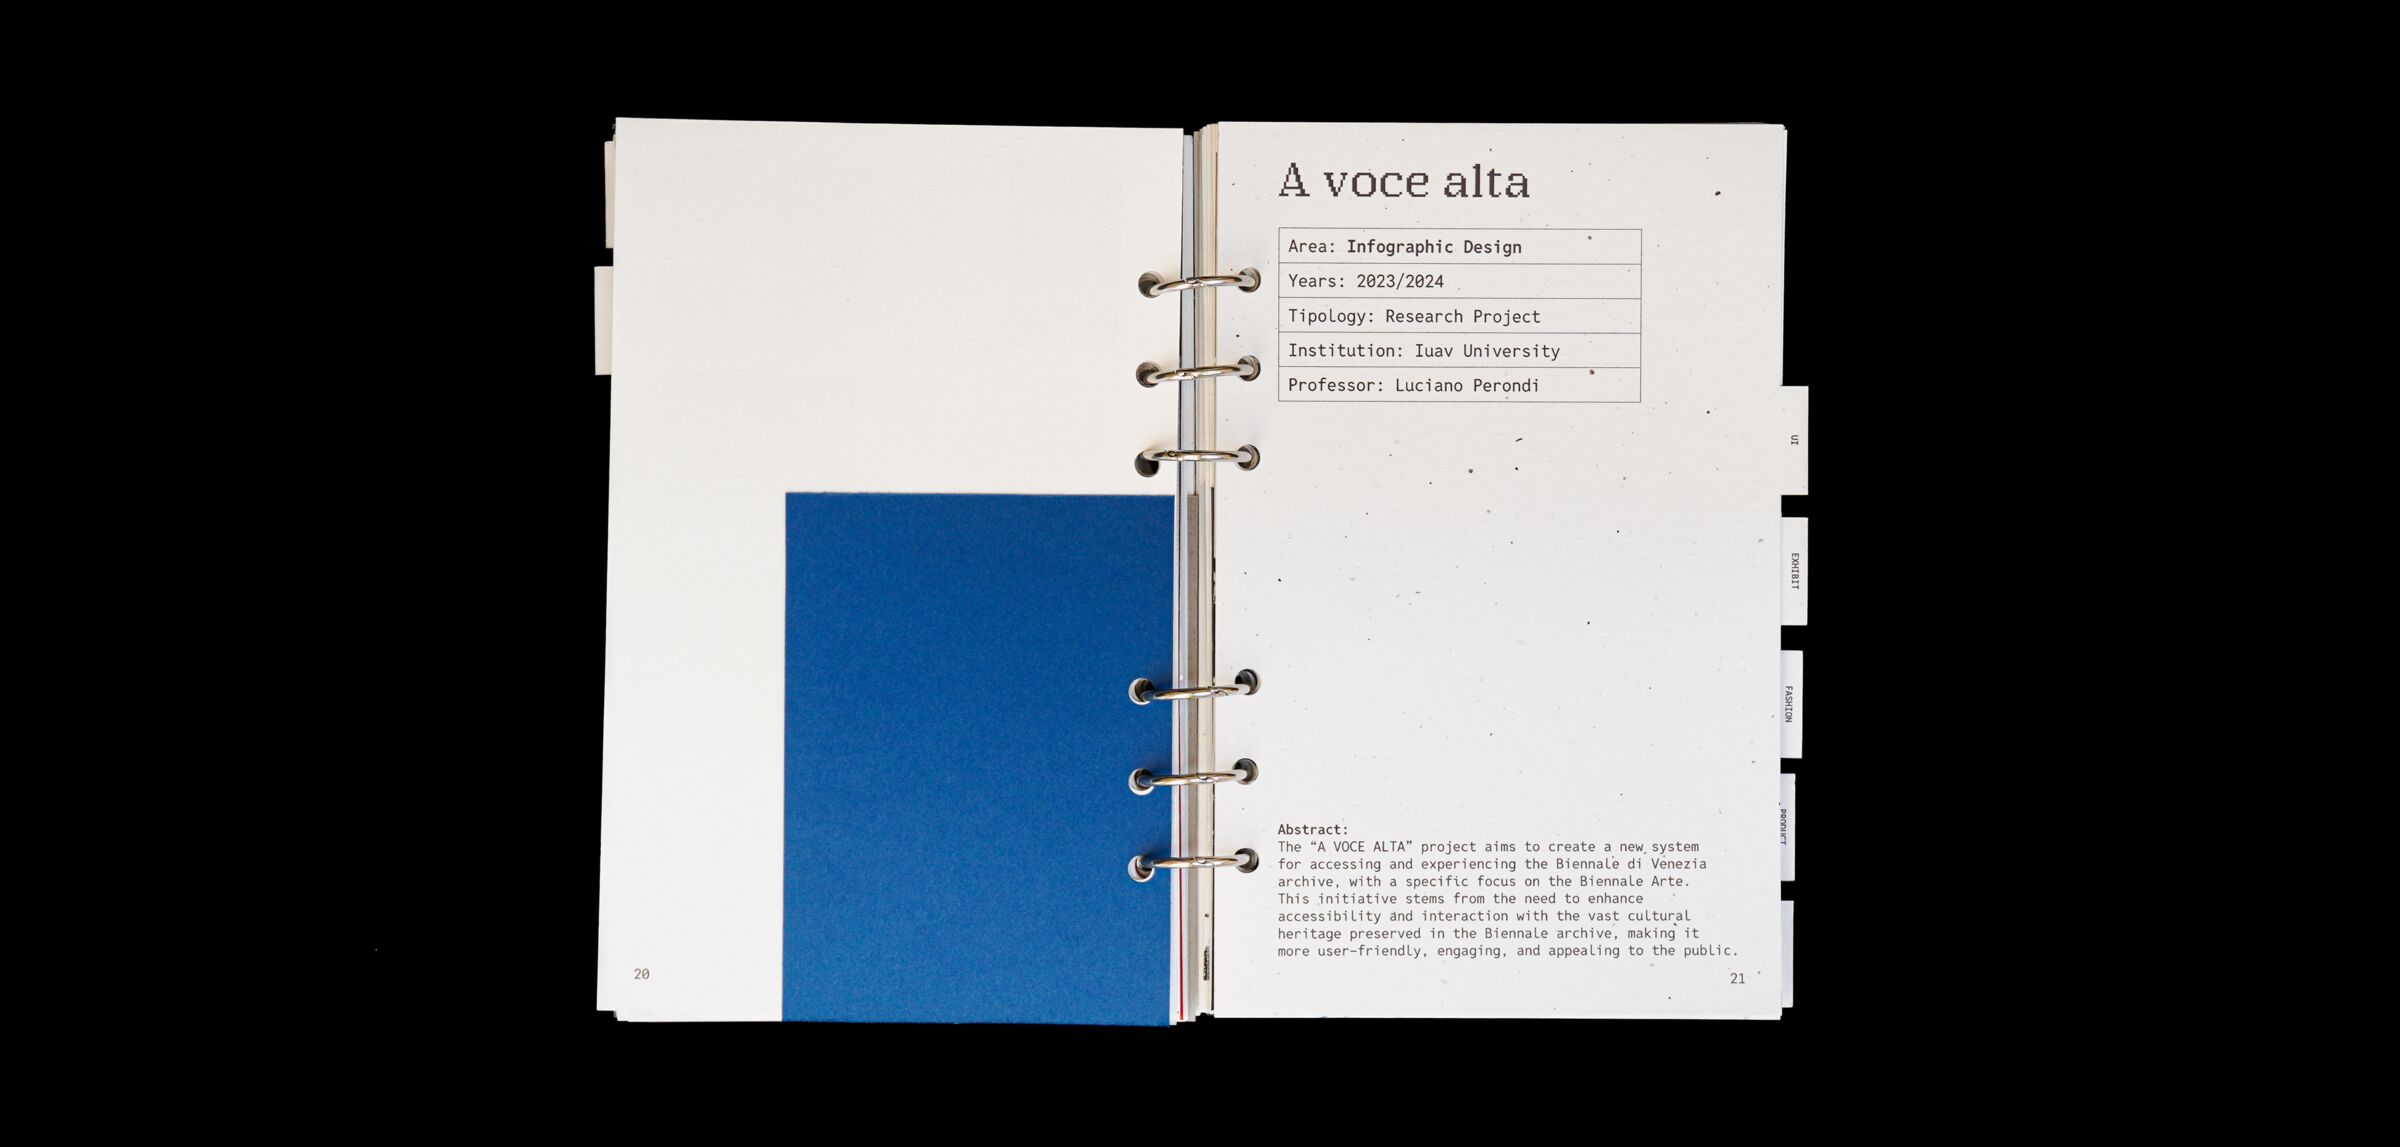 20
A voce alta
Area: Infographic Design
Years: 2023/2024
Tipology: Research Project
Institution: Iuav University
Professor: Luciano Perondi
Abstract:
The “A VOCE ALTA” project aims to create a new system
for accessing and experiencing the Biennale di Venezia
archive, with a specific focus on the Biennale Arte.
This initiative stems from the need to enhance
accessibility and interaction with the vast cultural
heritage preserved in the Biennale archive, making it
more user-friendly, engaging, and appealing to the public.
21
UI
EXHIBIT
FASHION
PRODUCT